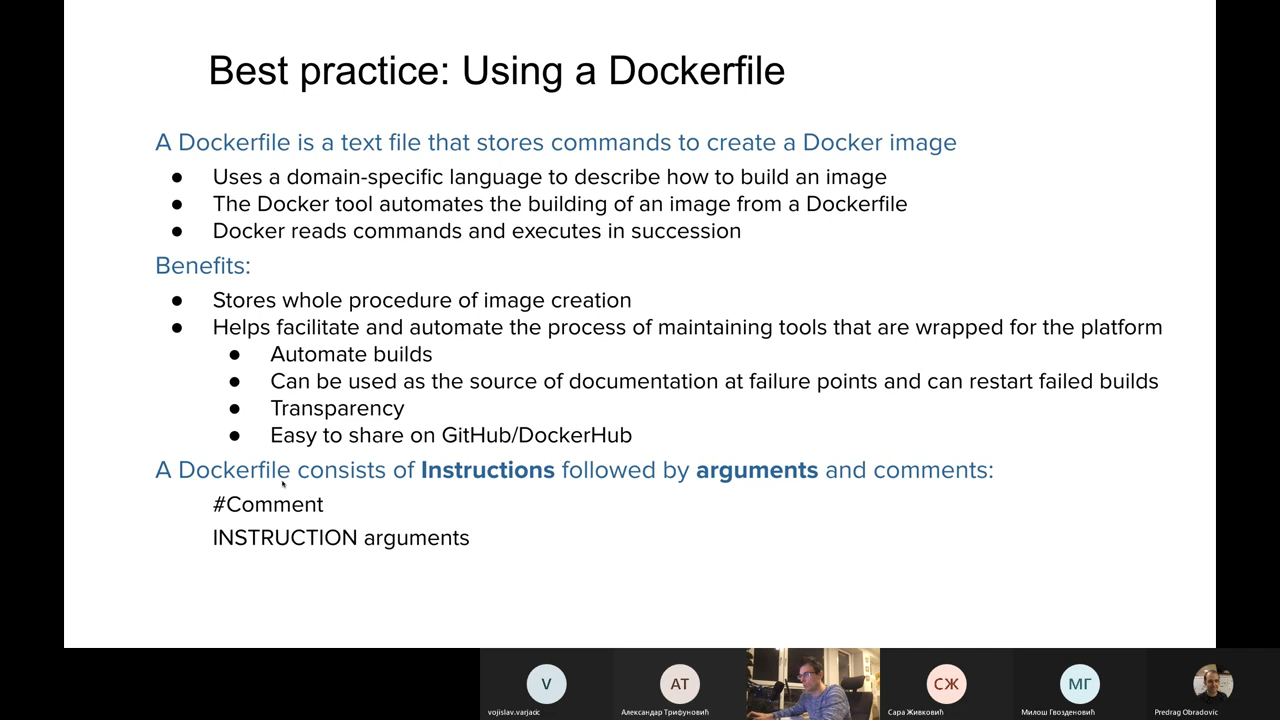 Best practice: Using a Dockerfile
A Dockerfile is a text file that stores commands to create a Docker image
● Uses a domain-specific language to describe how to build an image
● The Docker tool automates the building of an image from a Dockerfile
● Docker reads commands and executes in succession
Benefits:
● Stores whole procedure of image creation
● Helps facilitate and automate the process of maintaining tools that are wrapped for the platform
● Automate builds
● Can be used as the source of documentation at failure points and can restart failed builds
● Transparency
● Easy to share on GitHub/DockerHub
A Dockerfile consists of Instructions followed by arguments and comments:
#Comment
INSTRUCTION arguments
V
AT
СЖ
МГ
vojislav.varjacic
Александар Трифуновић
Сара Живковић
Милош Гвозденовић
Predrag Obradovic